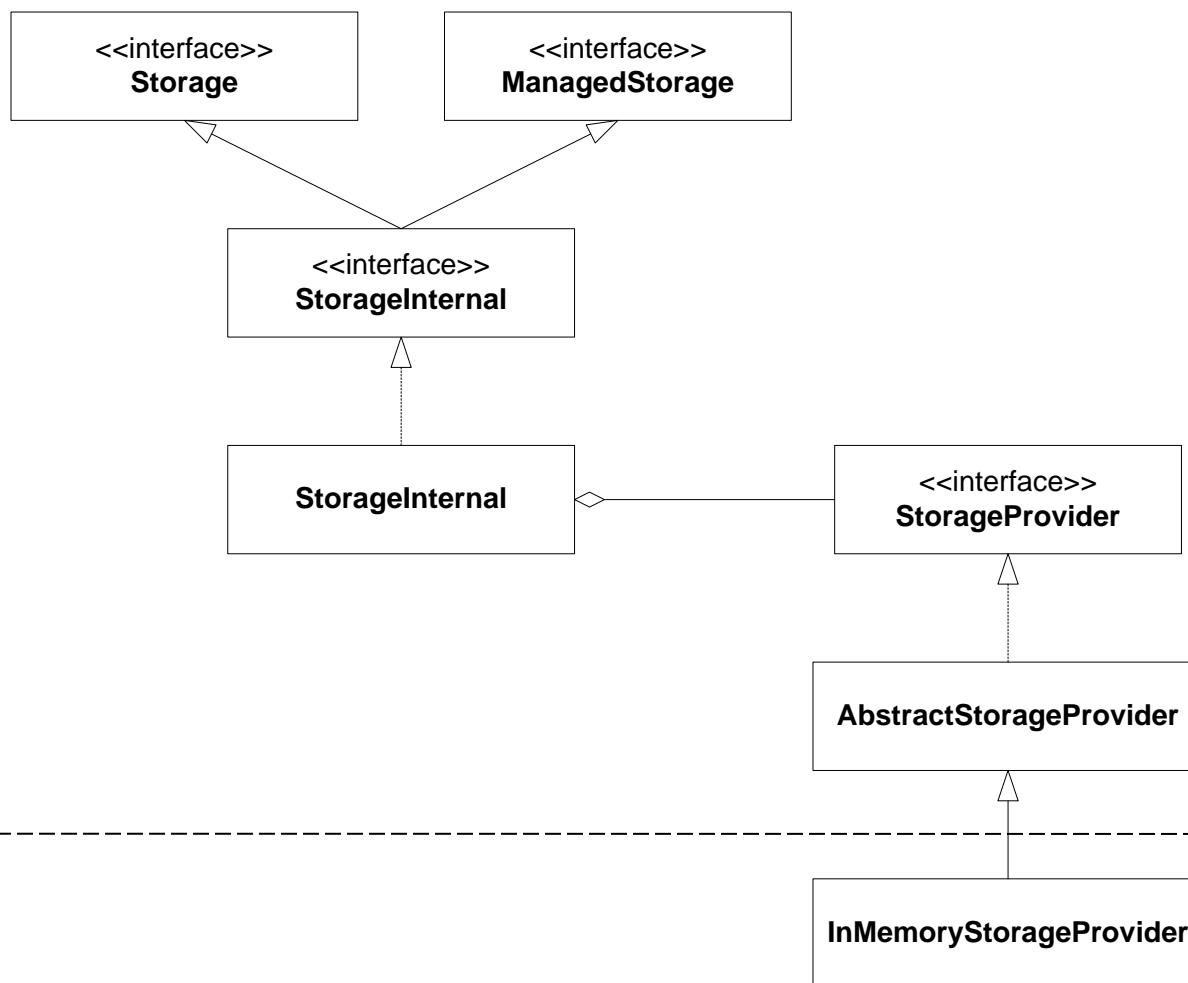 <<interface>>
Storage
<<interface>>
ManagedStorage
<<interface>>
StorageInternal
StorageInternal
<<interface>>
StorageProvider
AbstractStorageProvider
InMemoryStorageProvider